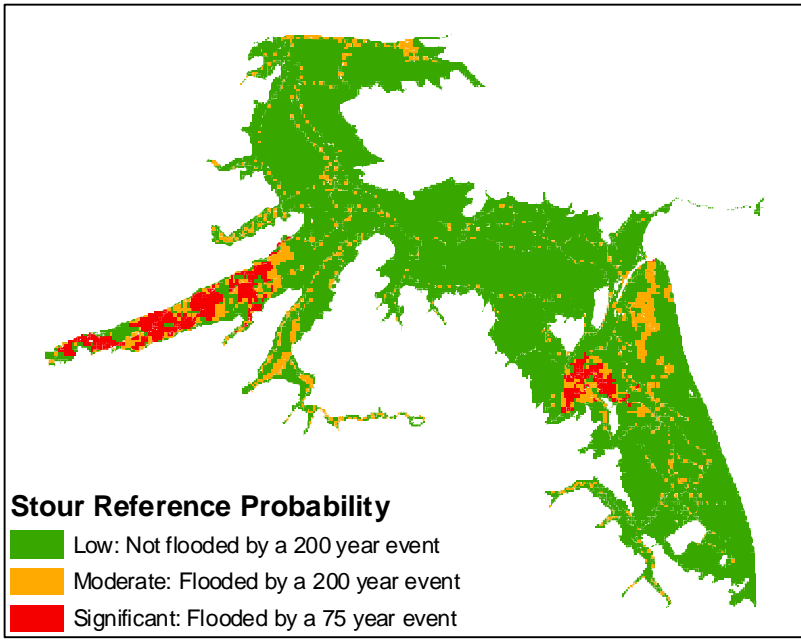 Stour Reference Probability
Low: Not flooded by a 200 year event
Moderate: Flooded by a 200 year event
Significant: Flooded by a 75 year event